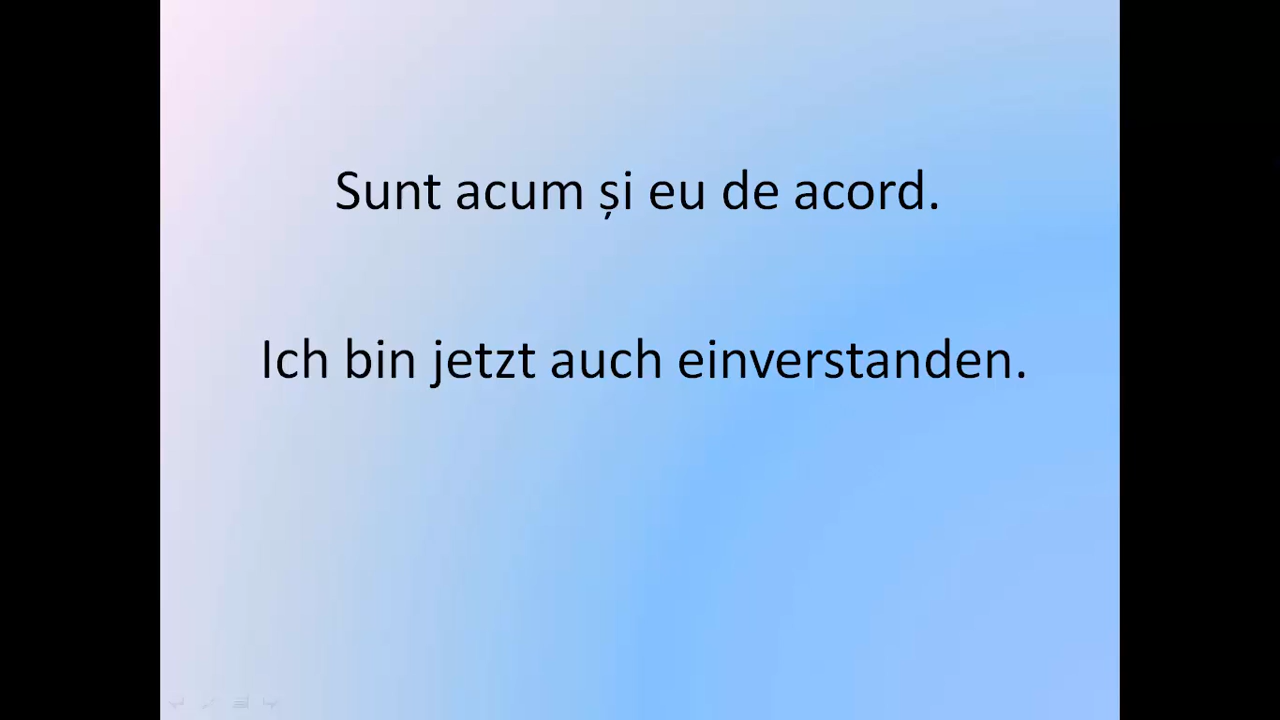 Sunt acum și eu de acord.
Ich bin jetzt auch einverstanden.